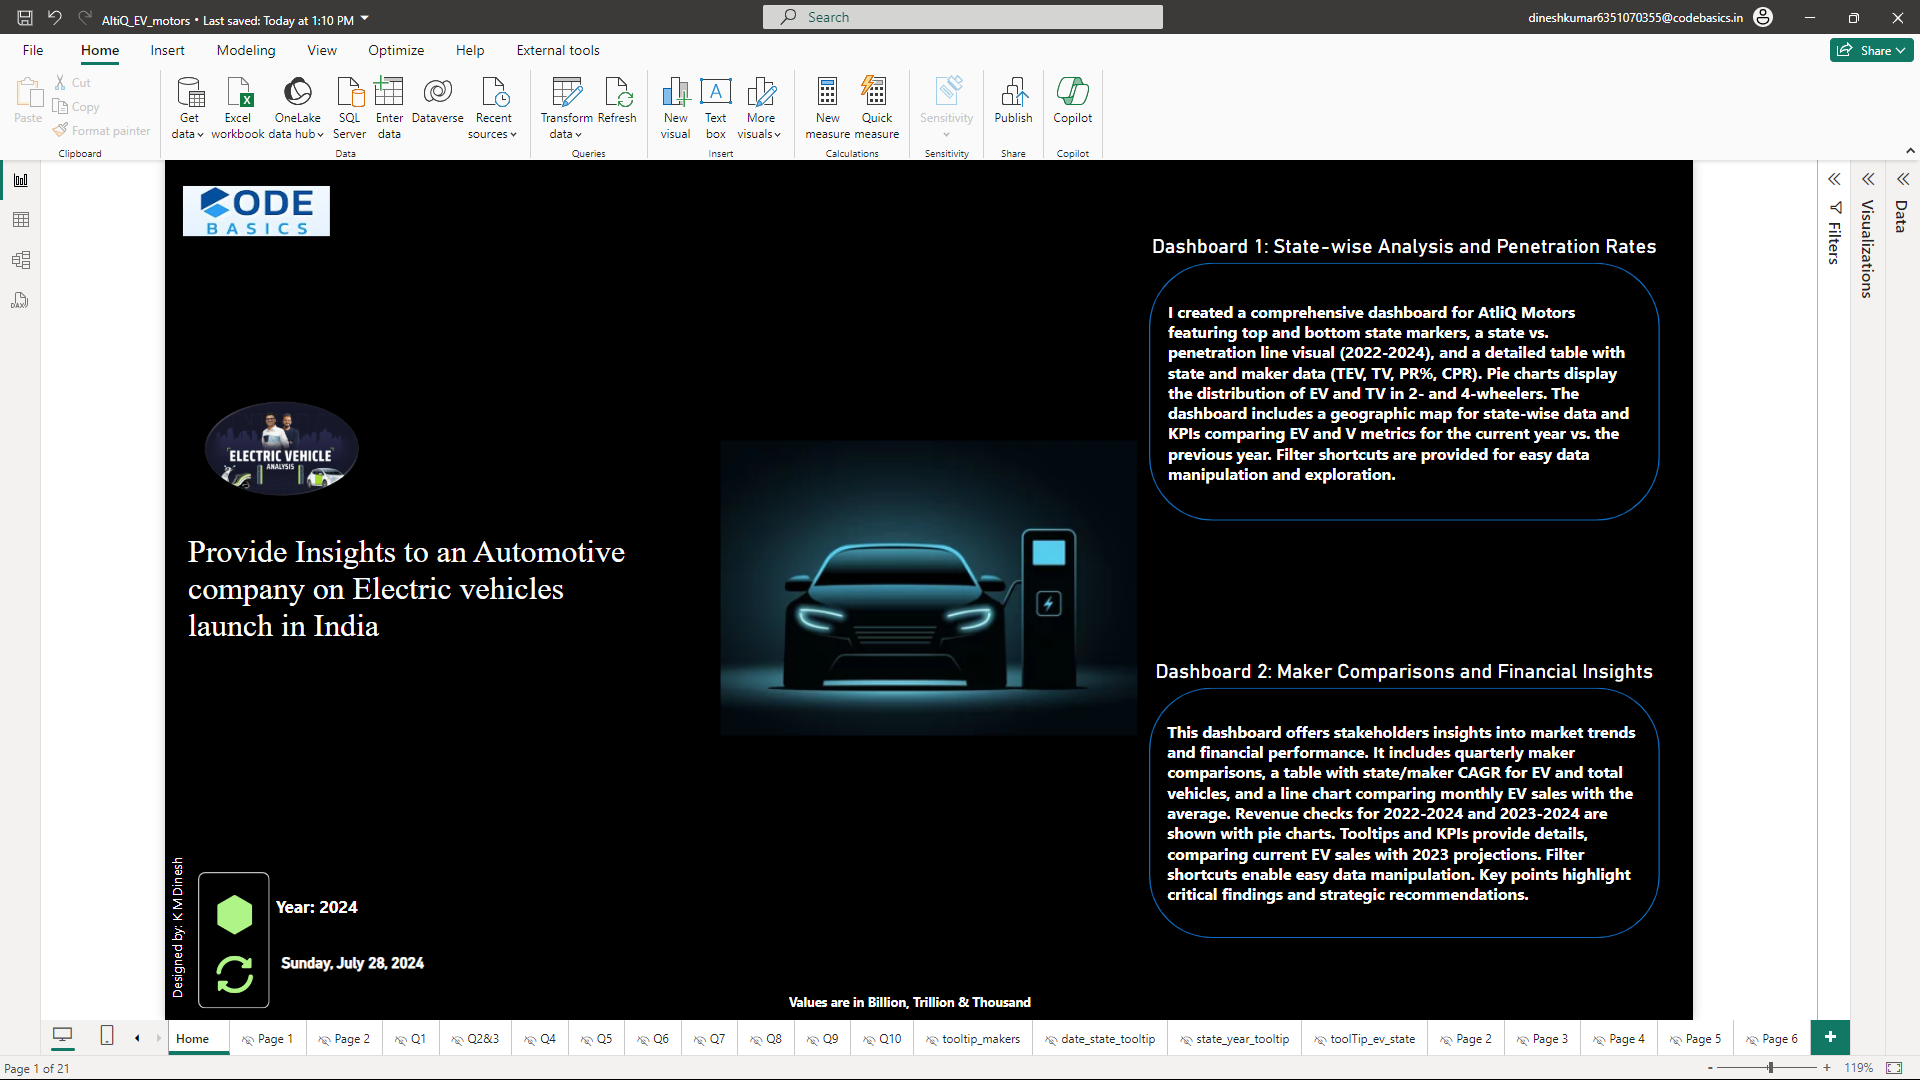 AltiQ_EV_motors • Last saved: Today at 1:10 PM
Search
dineshkumar6351070355@codebasics.in
File
Home
Insert
Modeling
View
Optimize
Help
External tools
Share
Paste
Cut
Copy
Format painter
Clipboard
Get data
Excel workbook
OneLake data hub
SQL Server
Enter data
Dataverse
Recent sources
Data
Transform data
Refresh
Queries
New visual
Text box
More visuals
Insert
New measure
Quick measure
Calculations
Sensitivity
Sensitivity
Publish
Share
Copilot
Copilot
DAX
Filters
Visualizations
Data
CODE
BASICS
ELECTRIC VEHICLE
ANALYSIS
Provide Insights to an Automotive
company on Electric vehicles
launch in India
Dashboard 1: State-wise Analysis and Penetration Rates
I created a comprehensive dashboard for AtliQ Motors
featuring top and bottom state markers, a state vs.
penetration line visual (2022-2024), and a detailed table with
state and maker data (TEV, TV, PR%, CPR). Pie charts display
the distribution of EV and TV in 2- and 4-wheelers. The
dashboard includes a geographic map for state-wise data and
KPIs comparing EV and V metrics for the current year vs. the
previous year. Filter shortcuts are provided for easy data
manipulation and exploration.
Dashboard 2: Maker Comparisons and Financial Insights
This dashboard offers stakeholders insights into market trends
and financial performance. It includes quarterly maker
comparisons, a table with state/maker CAGR for EV and total
vehicles, and a line chart comparing monthly EV sales with the
average. Revenue checks for 2022-2024 and 2023-2024 are
shown with pie charts. Tooltips and KPIs provide details,
comparing current EV sales with 2023 projections. Filter
shortcuts enable easy data manipulation. Key points highlight
critical findings and strategic recommendations.
Designed by: K M Dinesh
Year: 2024
Sunday, July 28, 2024
Values are in Billion, Trillion & Thousand
Home
Page 1
Page 2
Q1
Q2&3
Q4
Q5
Q6
Q7
Q8
Q9
Q10
tooltip_makers
date_state_tooltip
state_year_tooltip
toolTip_ev_state
Page 2
Page 3
Page 4
Page 5
Page 6
+
Page 1 of 21
- + 119%